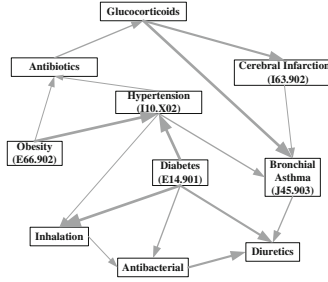 Glucocorticoids
Antibiotics
Cerebral Infarction
(I63.902)
Hypertension
(I10.X02)
Obesity
(E66.902)
Diabetes
(E14.901)
Bronchial
Asthma
(J45.903)
Inhalation
Diuretics
Antibacterial